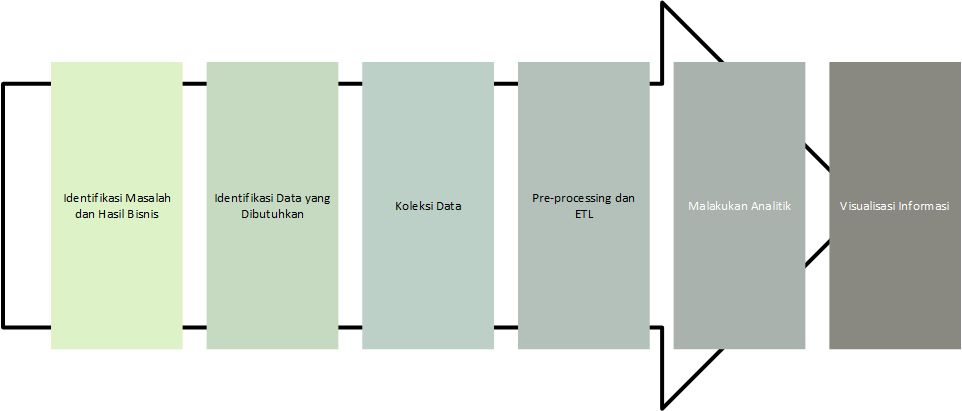 Identifikasi Masalah
dan Hasil Bisnis
Identifikasi Data yang
Dibutuhkan
Koleksi Data
Pre-processing dan
ETL
Malakukan Analitik
Visualisasi Informasi